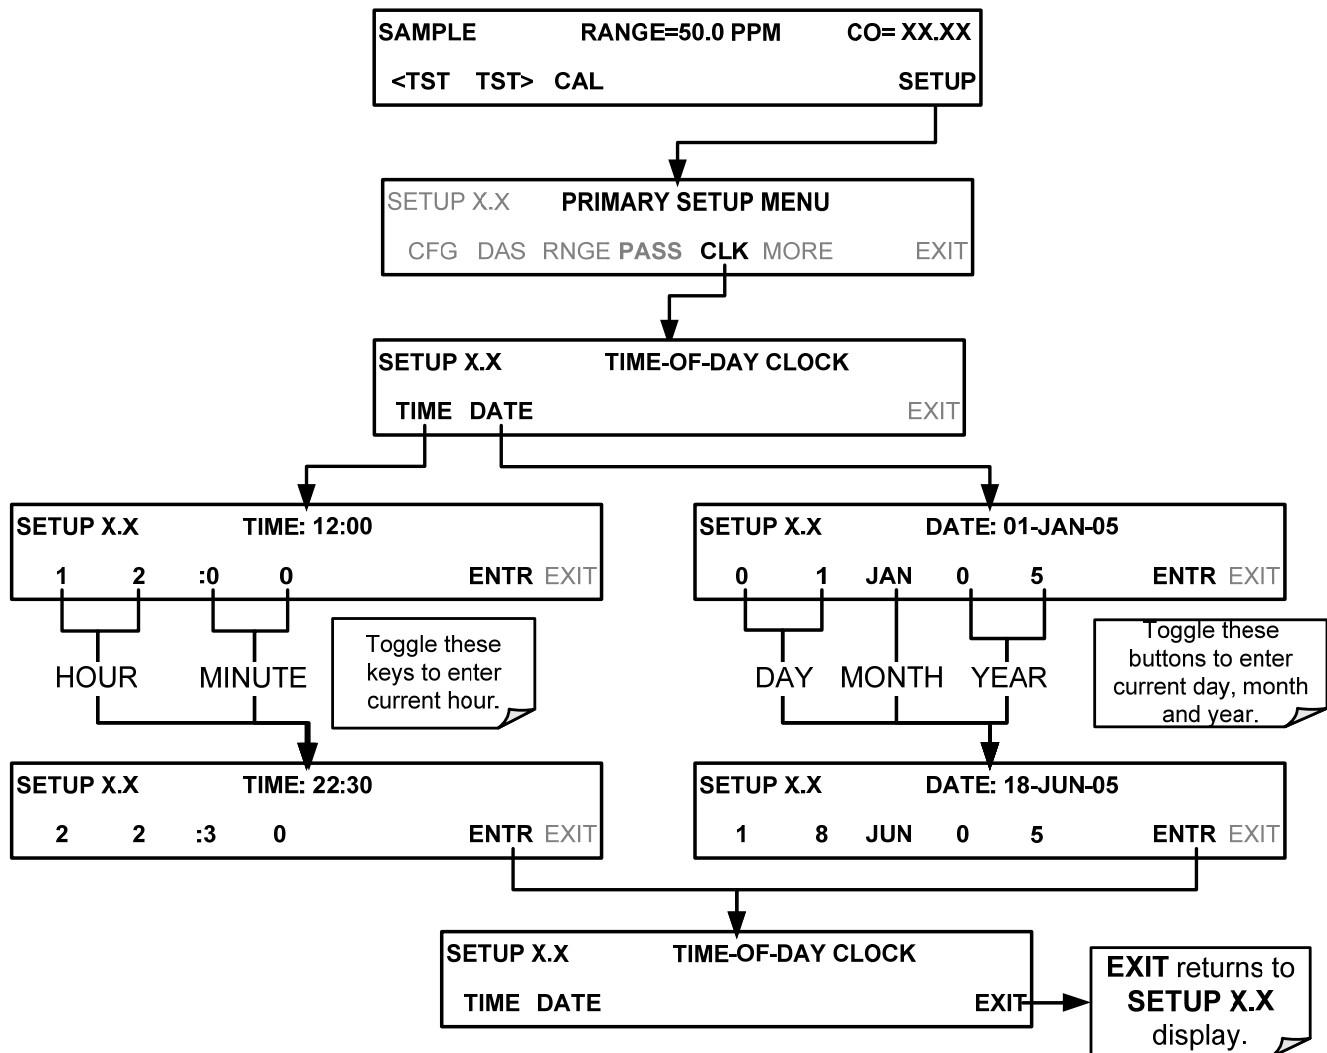 SAMPLE RANGE=50.0 PPM CO= XX.XX
<TST TST> CAL SETUP
SETUP X.X PRIMARY SETUP MENU
CFG DAS RNGE PASS CLK MORE EXIT
SETUP X.X TIME-OF-DAY CLOCK
TIME DATE EXIT
SETUP X.X TIME: 12:00
1 2 :0 0 ENTR EXIT
HOUR MINUTE
Toggle these
keys to enter
current hour.
SETUP X.X TIME: 22:30
2 2 :3 0 ENTR EXIT
SETUP X.X DATE: 01-JAN-05
0 1 JAN 0 5 ENTR EXIT
DAY MONTH YEAR
Toggle these
buttons to enter
current day, month
and year.
SETUP X.X DATE: 18-JUN-05
1 8 JUN 0 5 ENTR EXIT
SETUP X.X TIME-OF-DAY CLOCK
TIME DATE EXIT
EXIT returns to
SETUP X.X
display.